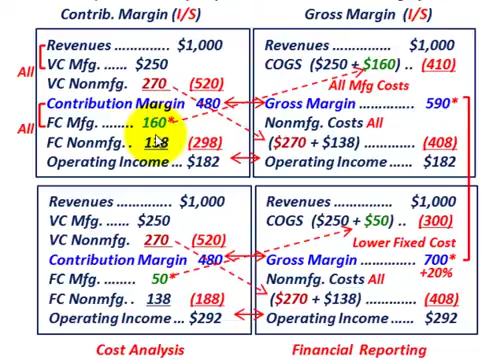 Contrib. Margin (I/S)
Revenues .............. $1,000
VC Mfg. ...... $250
VC Nonmfg. 270 (520)
Contribution Margin 480
FC Mfg. ........ 160*
FC Nonmfg. . 138 (298)
Operating Income ... $182
All
All
Gross Margin (I/S)
Revenues ............... $1,000
COGS ($250 + $160) .. (410)
All Mfg Costs
Gross Margin .............. 590*
Nonmfg. Costs All
($270 + $138) ............. (408)
Operating Income ...... $182
Revenues .............. $1,000
VC Mfg. ...... $250
VC Nonmfg. 270 (520)
Contribution Margin 480
FC Mfg. ........ 50*
FC Nonmfg. . 138 (188)
Operating Income ... $292
Cost Analysis
Revenues ............... $1,000
COGS ($250 + $50) .. (300)
Lower Fixed Cost
Gross Margin .............. 700*
+20%
Nonmfg. Costs All
($270 + $138) ............. (408)
Operating Income ...... $292
Financial Reporting